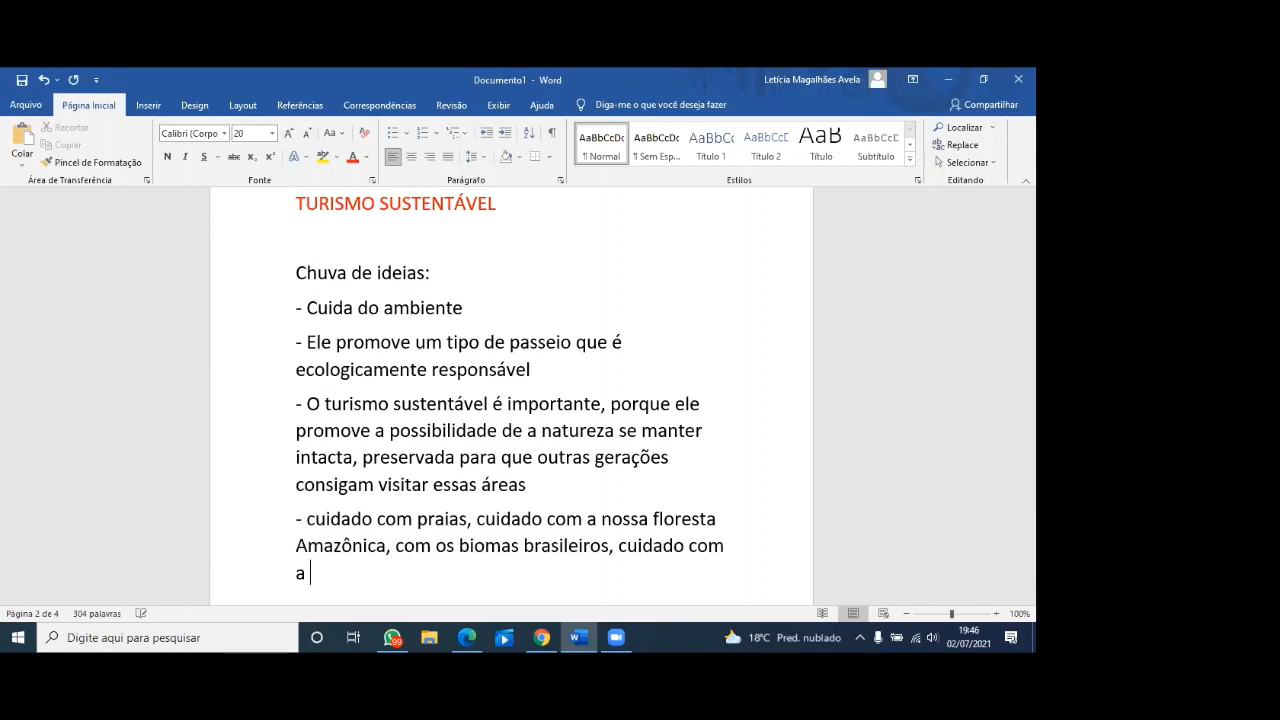 Documento1 - Word
Letícia Magalhães Avela
Arquivo
Página Inicial
Inserir
Design
Layout
Referências
Correspondências
Revisão
Exibir
Ajuda
Diga-me o que você deseja fazer
Compartilhar
Colar
Recortar
Copiar
Pincel de Formatação
Área de Transferência
Calibri (Corpo
20
Aa
N I S abc x₂ x²
Fonte
Parágrafo
AaBbCcDc
¶ Normal
AaBbCcDc
¶ Sem Esp...
AaBbCc
Título 1
AaBbCcD
Título 2
AaB
Título
AaBbCcD
Subtítulo
Estilos
Localizar
Replace
Selecionar
Editando
TURISMO SUSTENTÁVEL
Chuva de ideias:
- Cuida do ambiente
- Ele promove um tipo de passeio que é
ecologicamente responsável
- O turismo sustentável é importante, porque ele
promove a possibilidade de a natureza se manter
intacta, preservada para que outras gerações
consigam visitar essas áreas
- cuidado com praias, cuidado com a nossa floresta
Amazônica, com os biomas brasileiros, cuidado com
a
Página 2 de 4
304 palavras
100%
Digite aqui para pesquisar
99
18°C Pred. nublado
19:46
02/07/2021